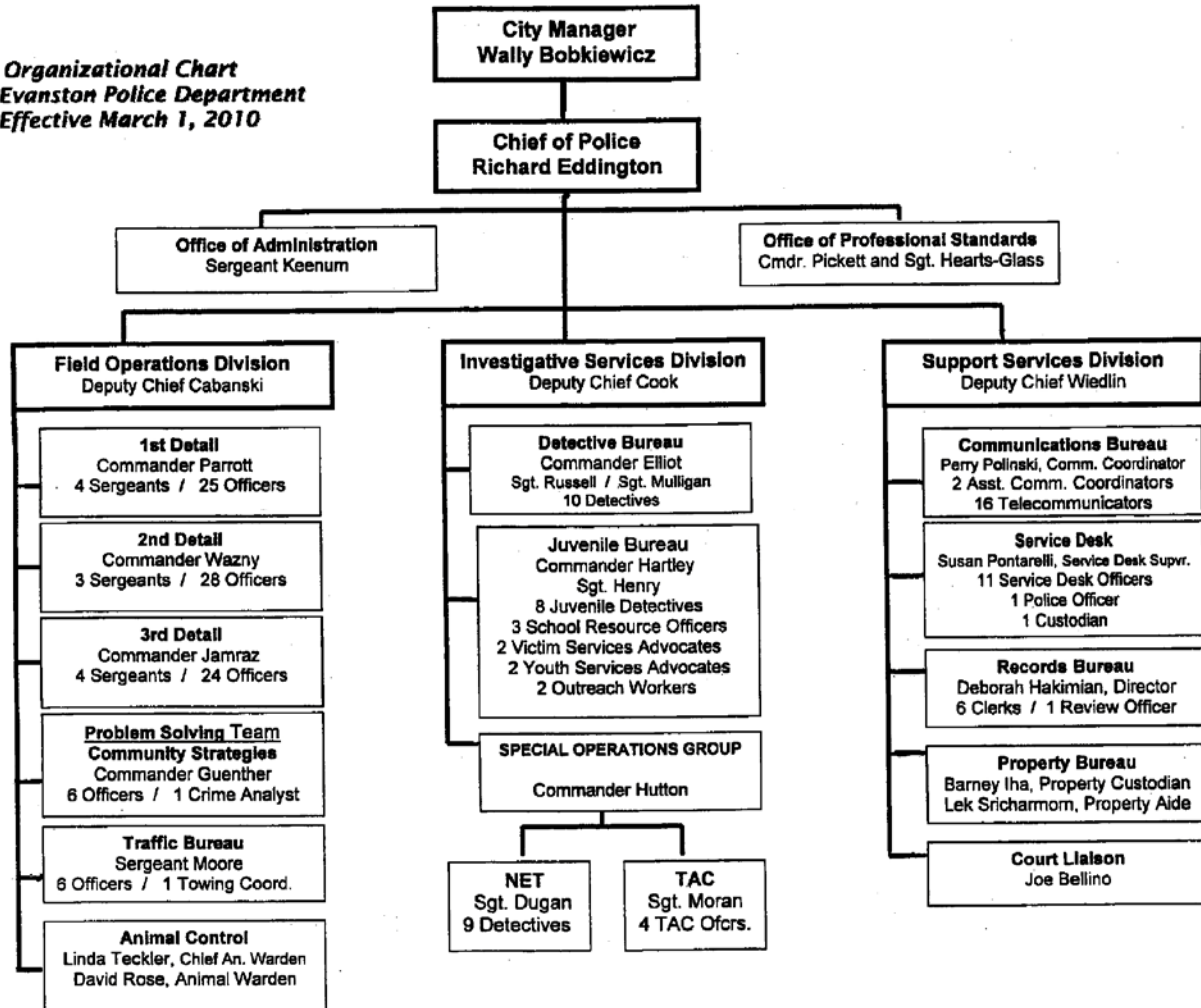 Organizational Chart
Evanston Police Department
Effective March 1, 2010
City Manager
Wally Bobkiewicz
Chief of Police
Richard Eddington
Office of Administration
Sergeant Keenum
Office of Professional Standards
Cmdr. Pickett and Sgt. Hearts-Glass
Field Operations Division
Deputy Chief Cabanski
1st Detail
Commander Parrott
4 Sergeants / 25 Officers
2nd Detail
Commander Wazny
3 Sergeants / 28 Officers
3rd Detail
Commander Jamraz
4 Sergeants / 24 Officers
Problem Solving Team
Community Strategies
Commander Guenther
6 Officers / 1 Crime Analyst
Traffic Bureau
Sergeant Moore
6 Officers / 1 Towing Coord.
Animal Control
Linda Teckler, Chief An. Warden
David Rose, Animal Warden
Investigative Services Division
Deputy Chief Cook
Detective Bureau
Commander Elliot
Sgt. Russell / Sgt. Mulligan
10 Detectives
Juvenile Bureau
Commander Hartley
Sgt. Henry
8 Juvenile Detectives
3 School Resource Officers
2 Victim Services Advocates
2 Youth Services Advocates
2 Outreach Workers
SPECIAL OPERATIONS GROUP
Commander Hutton
NET
Sgt. Dugan
9 Detectives
TAC
Sgt. Moran
4 TAC Ofcrs.
Support Services Division
Deputy Chief Wiedlin
Communications Bureau
Perry Polinski, Comm. Coordinator
2 Asst. Comm. Coordinators
16 Telecommunicators
Service Desk
Susan Pontarelli, Service Desk Supvr.
11 Service Desk Officers
1 Police Officer
1 Custodian
Records Bureau
Deborah Hakimian, Director
6 Clerks / 1 Review Officer
Property Bureau
Barney Iha, Property Custodian
Lek Sricharmorn, Property Aide
Court Liaison
Joe Bellino